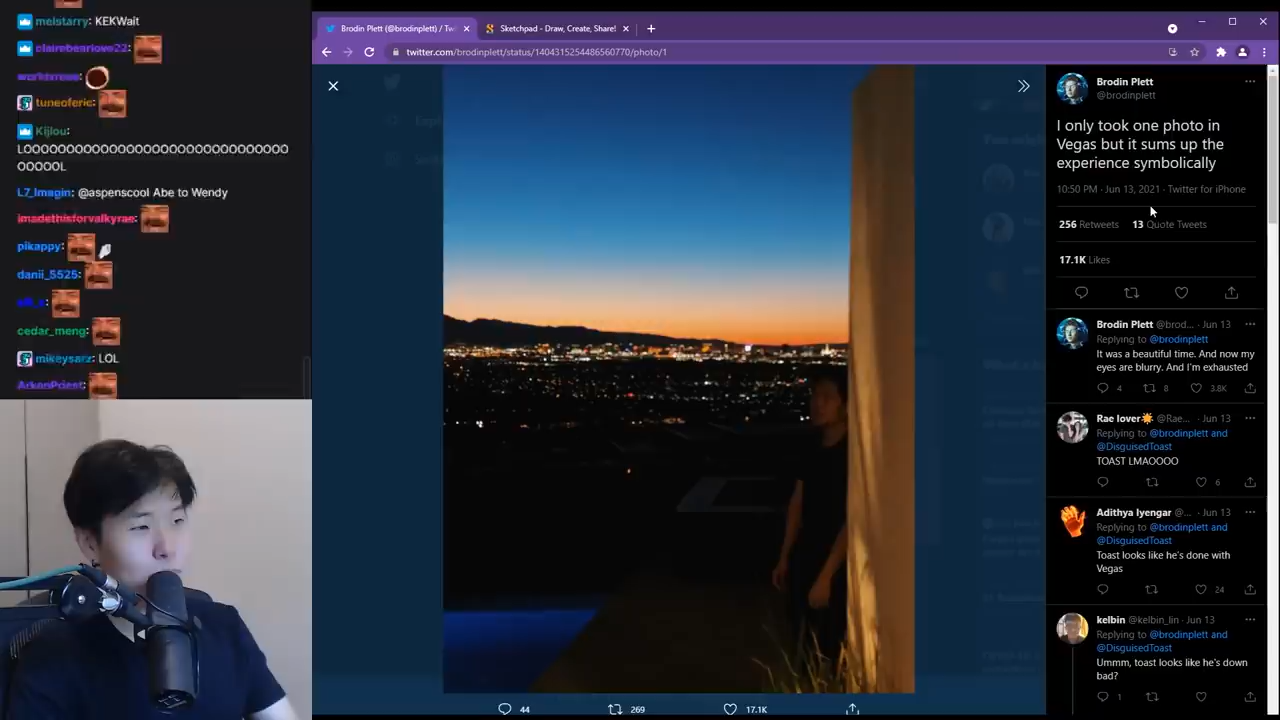 melstarry: KEKWait
clairebearlove22:
tuneoferic:
Kijlou:
LOOOOOOOOOOOOOOOOOOOOOOOOOOOOO
OOOOOL
L7_Imagin: @aspenscool Abe to Wendy
imadethisforvalkyrae:
pikappy:
danii_5525:
cedar_meng:
mikeysarz: LOL
ArkonPriest:
Brodin Plett (@brodinplett) / Tw
Sketchpad - Draw, Create, Share!
twitter.com/brodinplett/status/1404315254486560770/photo/1
Brodin Plett
@brodinplett
I only took one photo in
Vegas but it sums up the
experience symbolically
10:50 PM · Jun 13, 2021 · Twitter for iPhone
256 Retweets 13 Quote Tweets
17.1K Likes
Brodin Plett @brod... · Jun 13
Replying to @brodinplett
It was a beautiful time. And now my
eyes are blurry. And I'm exhausted
4 8 3.8K
Rae lover @Rae... · Jun 13
Replying to @brodinplett and
@DisguisedToast
TOAST LMAOOOO
6
Adithya Iyengar @... · Jun 13
Replying to @brodinplett and
@DisguisedToast
Toast looks like he's done with
Vegas
24
kelbin @kelbin_lin · Jun 13
Replying to @brodinplett and
@DisguisedToast
Ummm, toast looks like he's down
bad?
1
44 269 17.1K